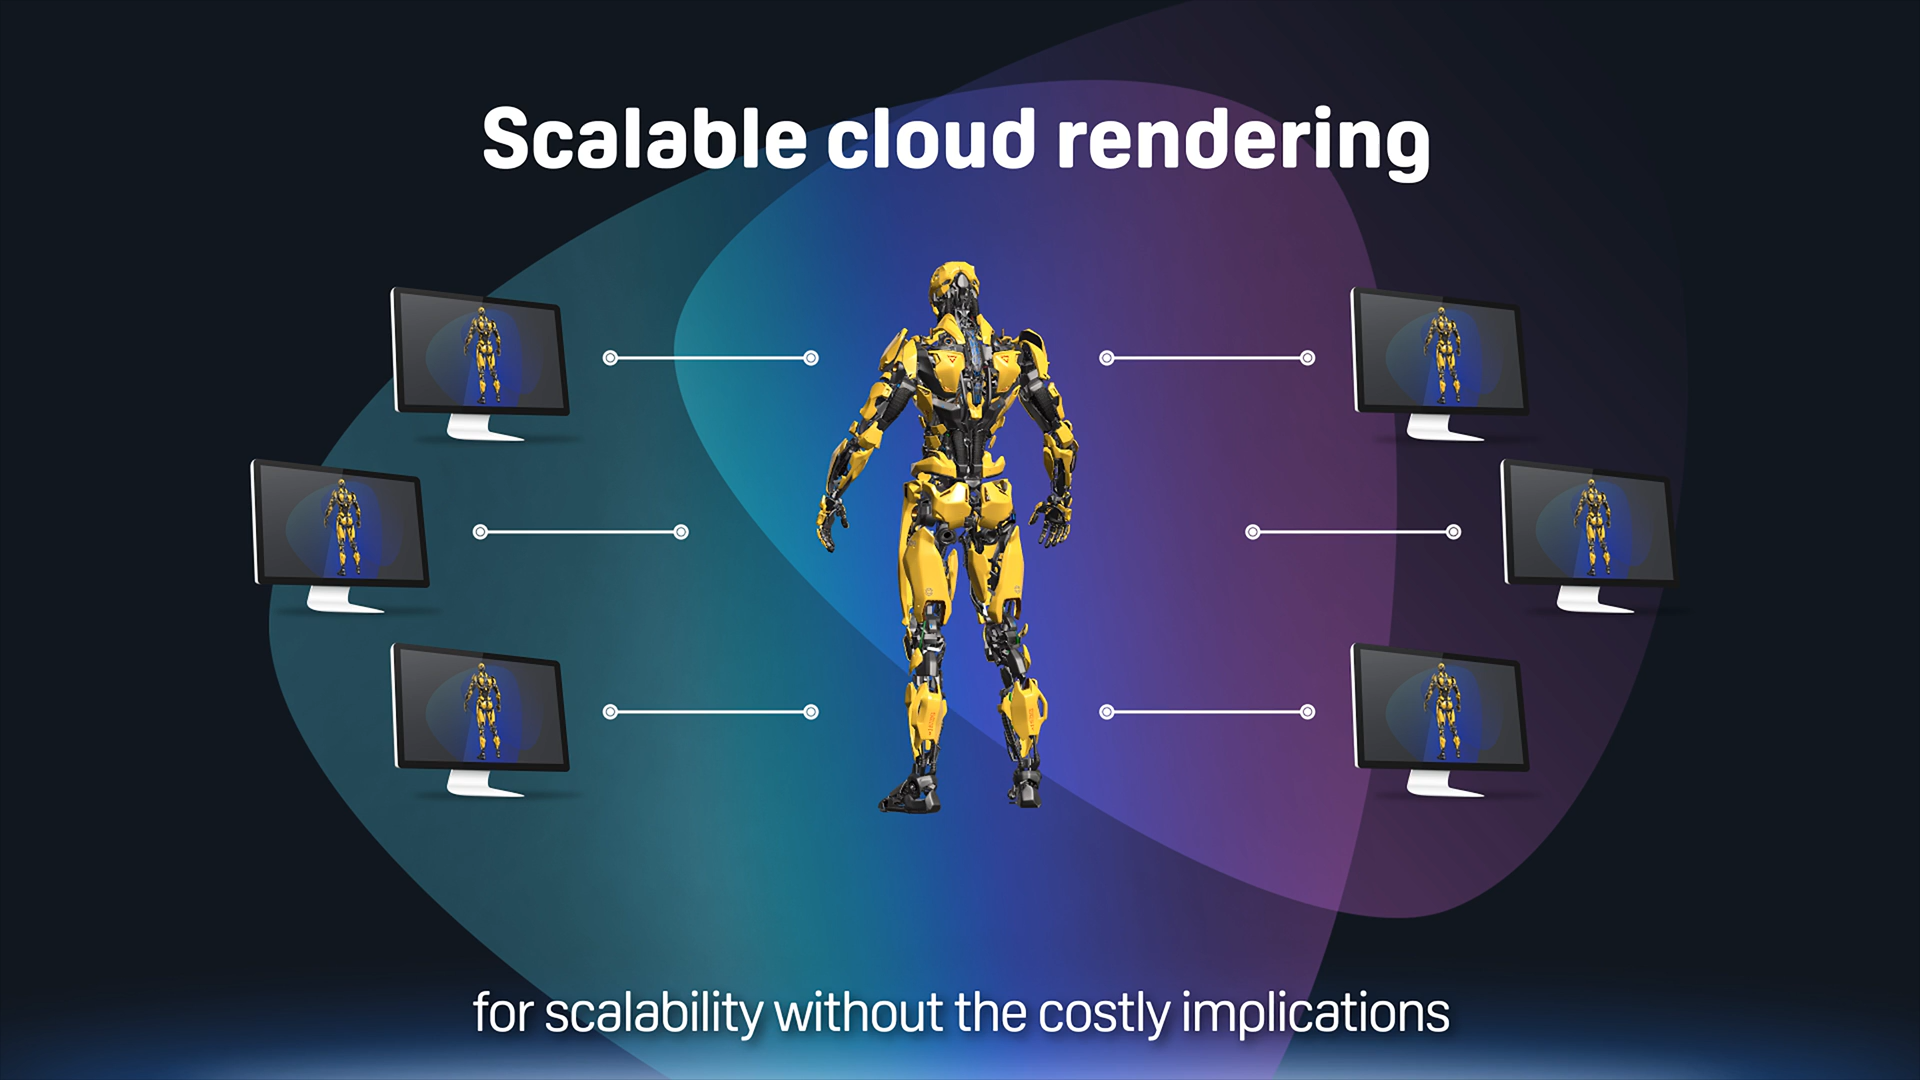 Scalable cloud rendering
for scalability without the costly implications